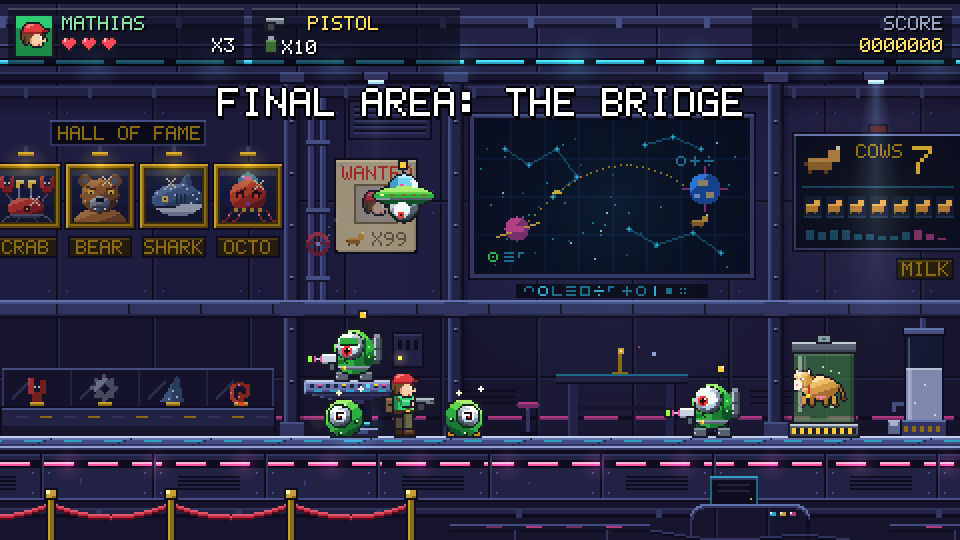 MATHIAS
X3
PISTOL
X10
SCORE
0000000
FINAL AREA: THE BRIDGE
HALL OF FAME
CRAB
BEAR
SHARK
OCTO
WANTED
X99
COWS 7
MILK